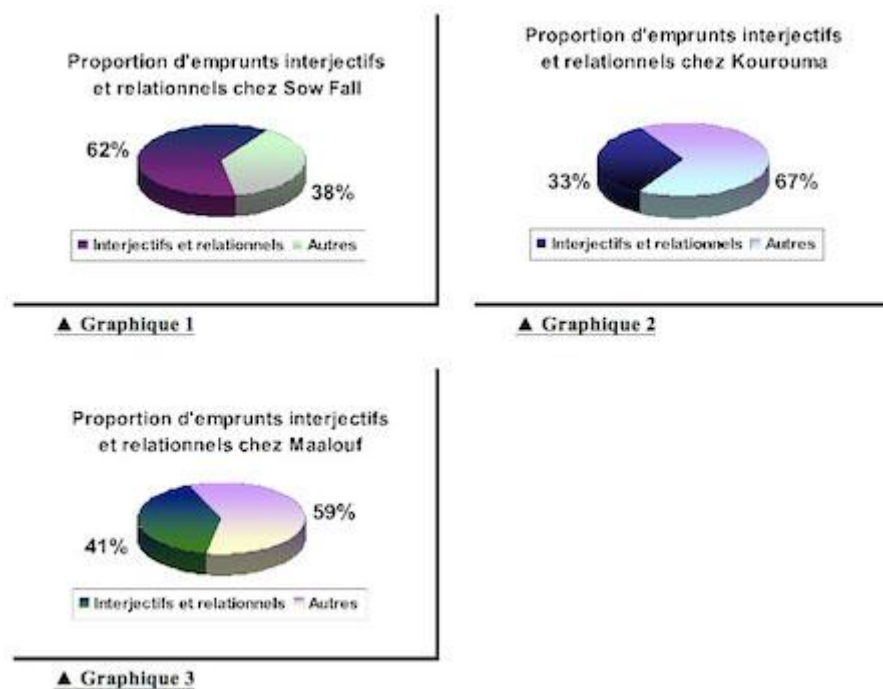 Proportion d'emprunts interjectifs
et relationnels chez Sow Fall
62%
38%
Interjectifs et relationnels Autres
▲ Graphique 1
Proportion d'emprunts interjectifs
et relationnels chez Kourouma
33%
67%
Interjectifs et relationnels Autres
▲ Graphique 2
Proportion d'emprunts interjectifs
et relationnels chez Maalouf
59%
41%
Interjectifs et relationnels Autres
▲ Graphique 3